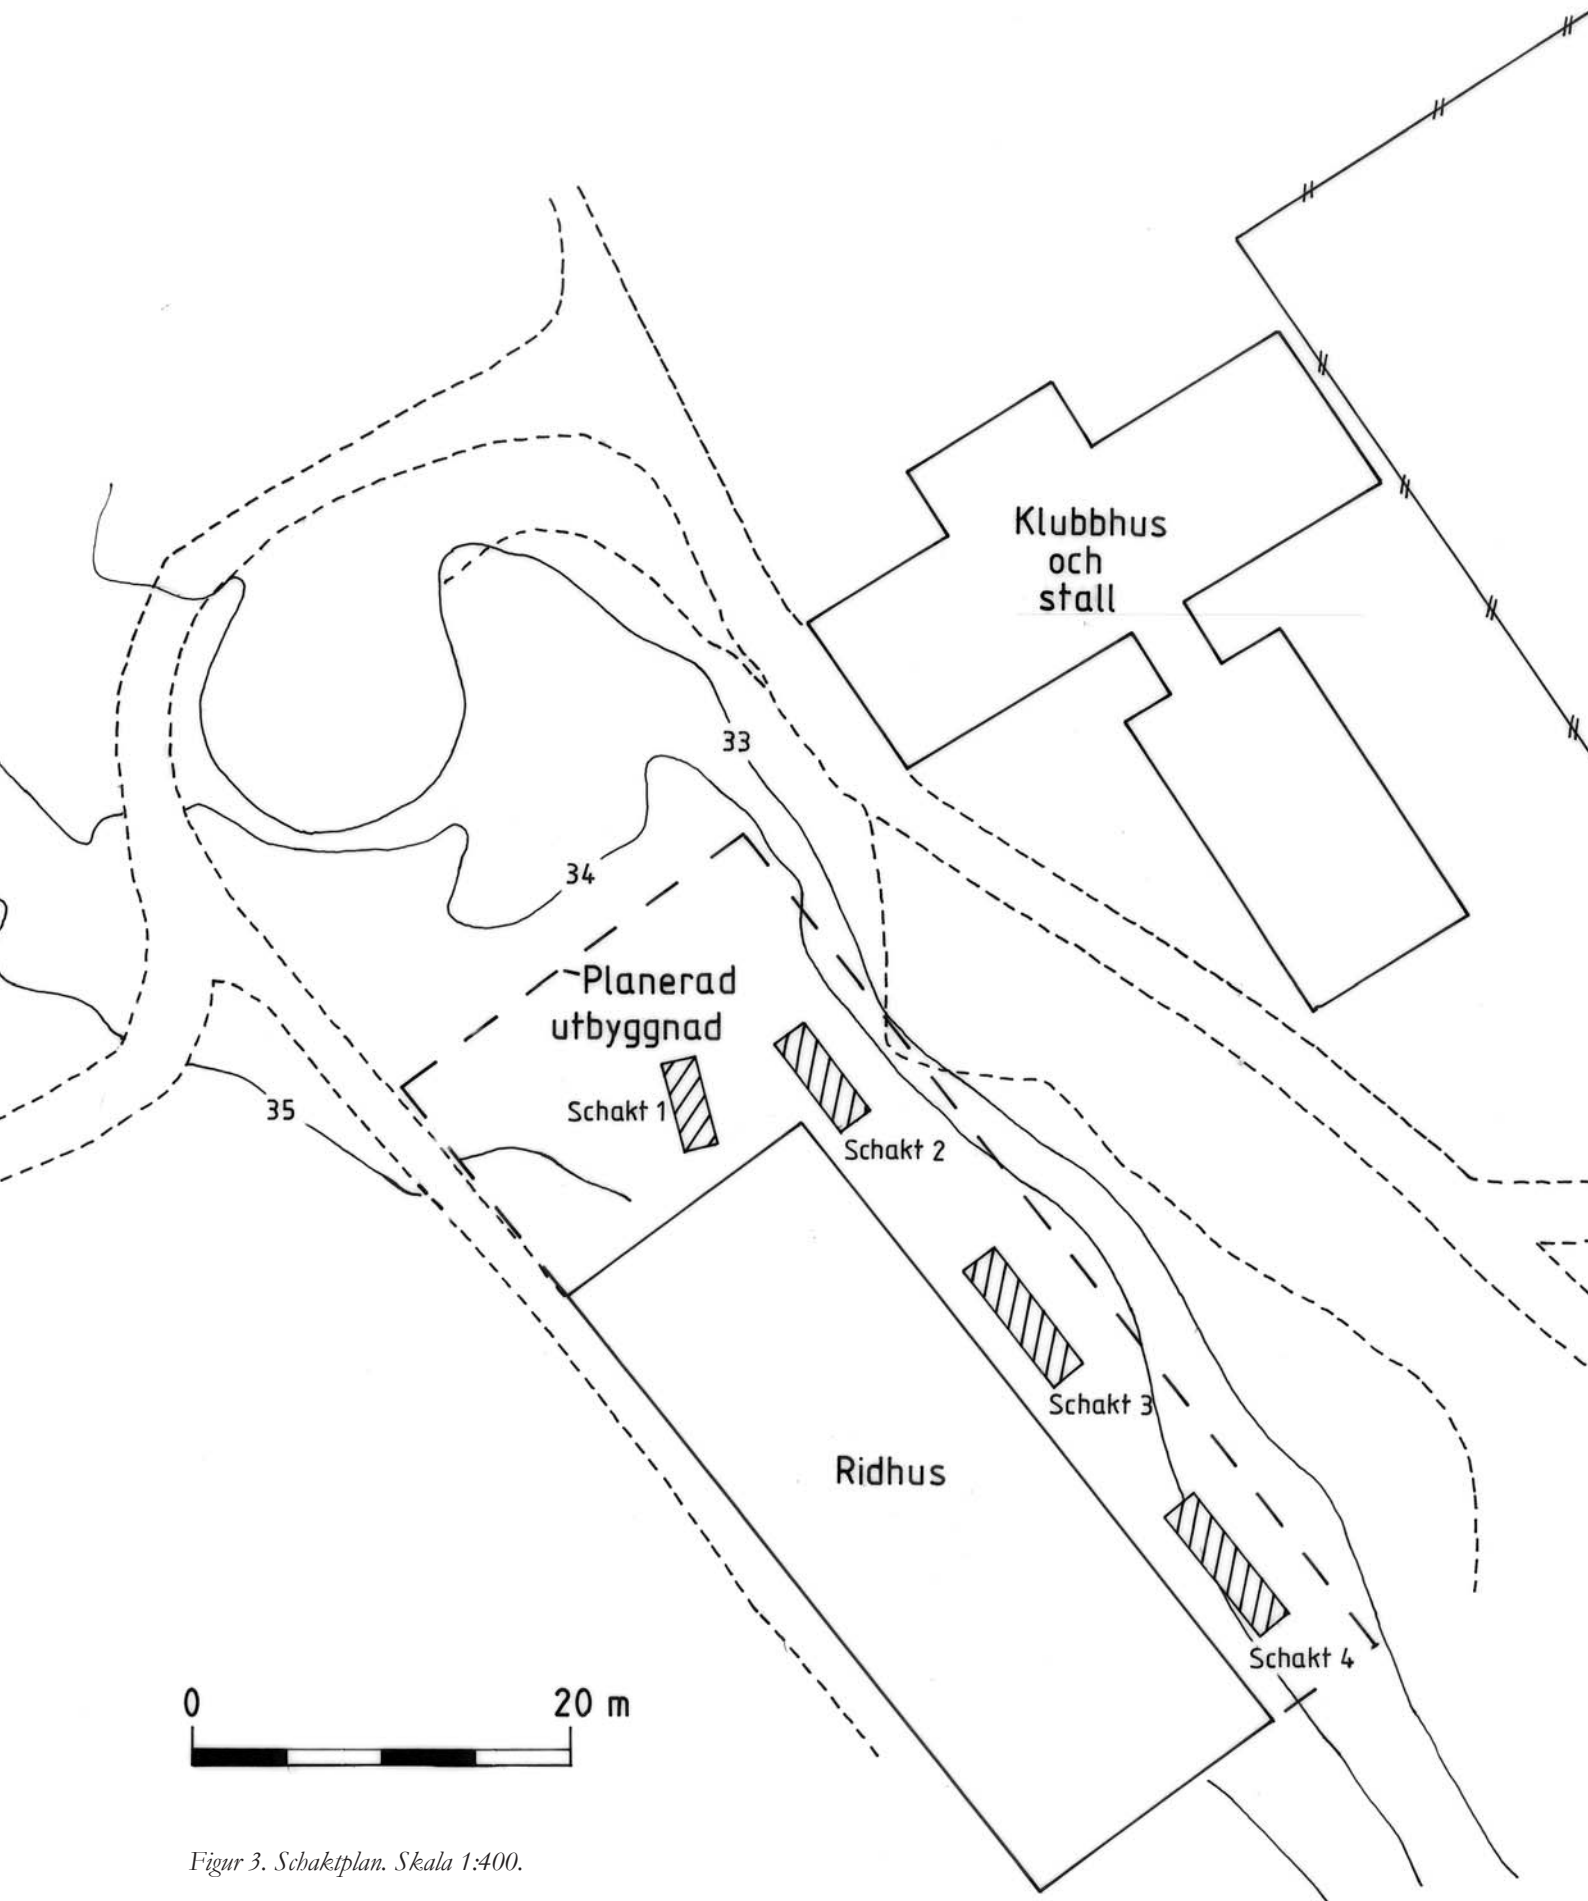 Klubbhus
och
stall
33
34
Planerad
utbyggnad
35
Schakt 1
Schakt 2
Schakt 3
Ridhus
Schakt 4
0 20 m
Figur 3. Schaktplan. Skala 1:400.